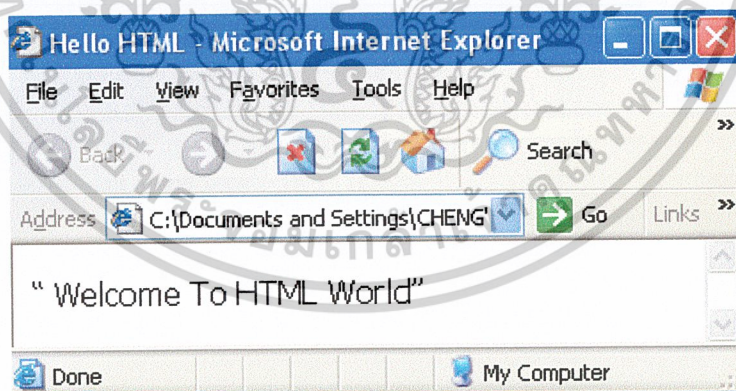 Hello HTML - Microsoft Internet Explorer
File Edit View Favorites Tools Help
Back Search
Address C:\Documents and Settings\CHENG' Go Links
“ Welcome To HTML World”
Done My Computer